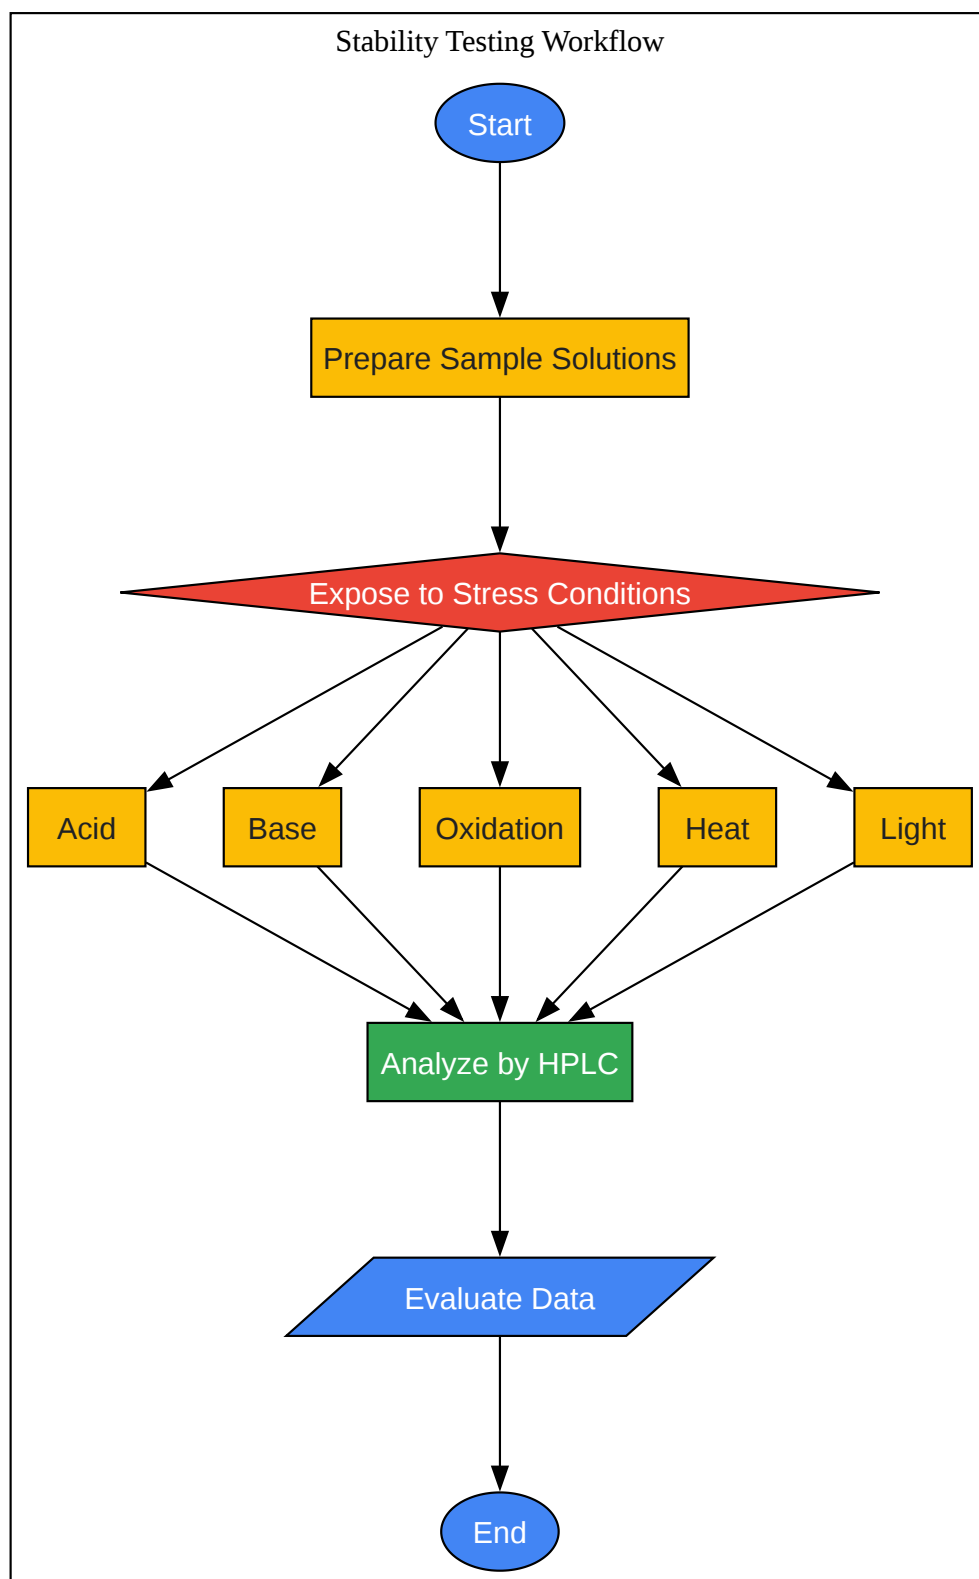 Stability Testing Workflow
Start
Prepare Sample Solutions
Expose to Stress Conditions
Acid
Base
Oxidation
Heat
Light
Analyze by HPLC
Evaluate Data
End